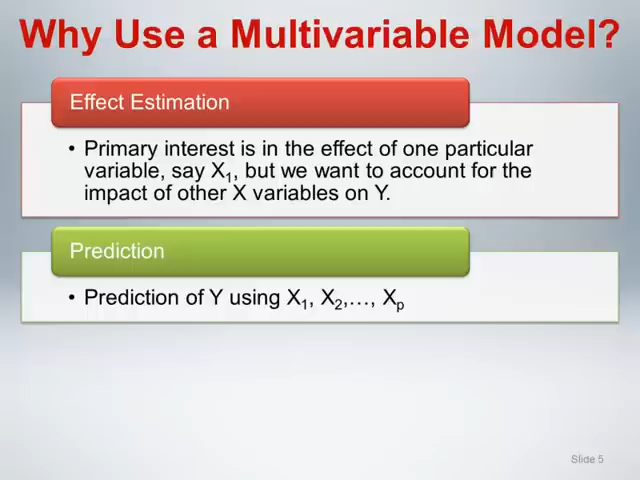 Why Use a Multivariable Model?
Effect Estimation
• Primary interest is in the effect of one particular
variable, say X₁, but we want to account for the
impact of other X variables on Y.
Prediction
• Prediction of Y using X₁, X₂,…, Xₚ
Slide 5